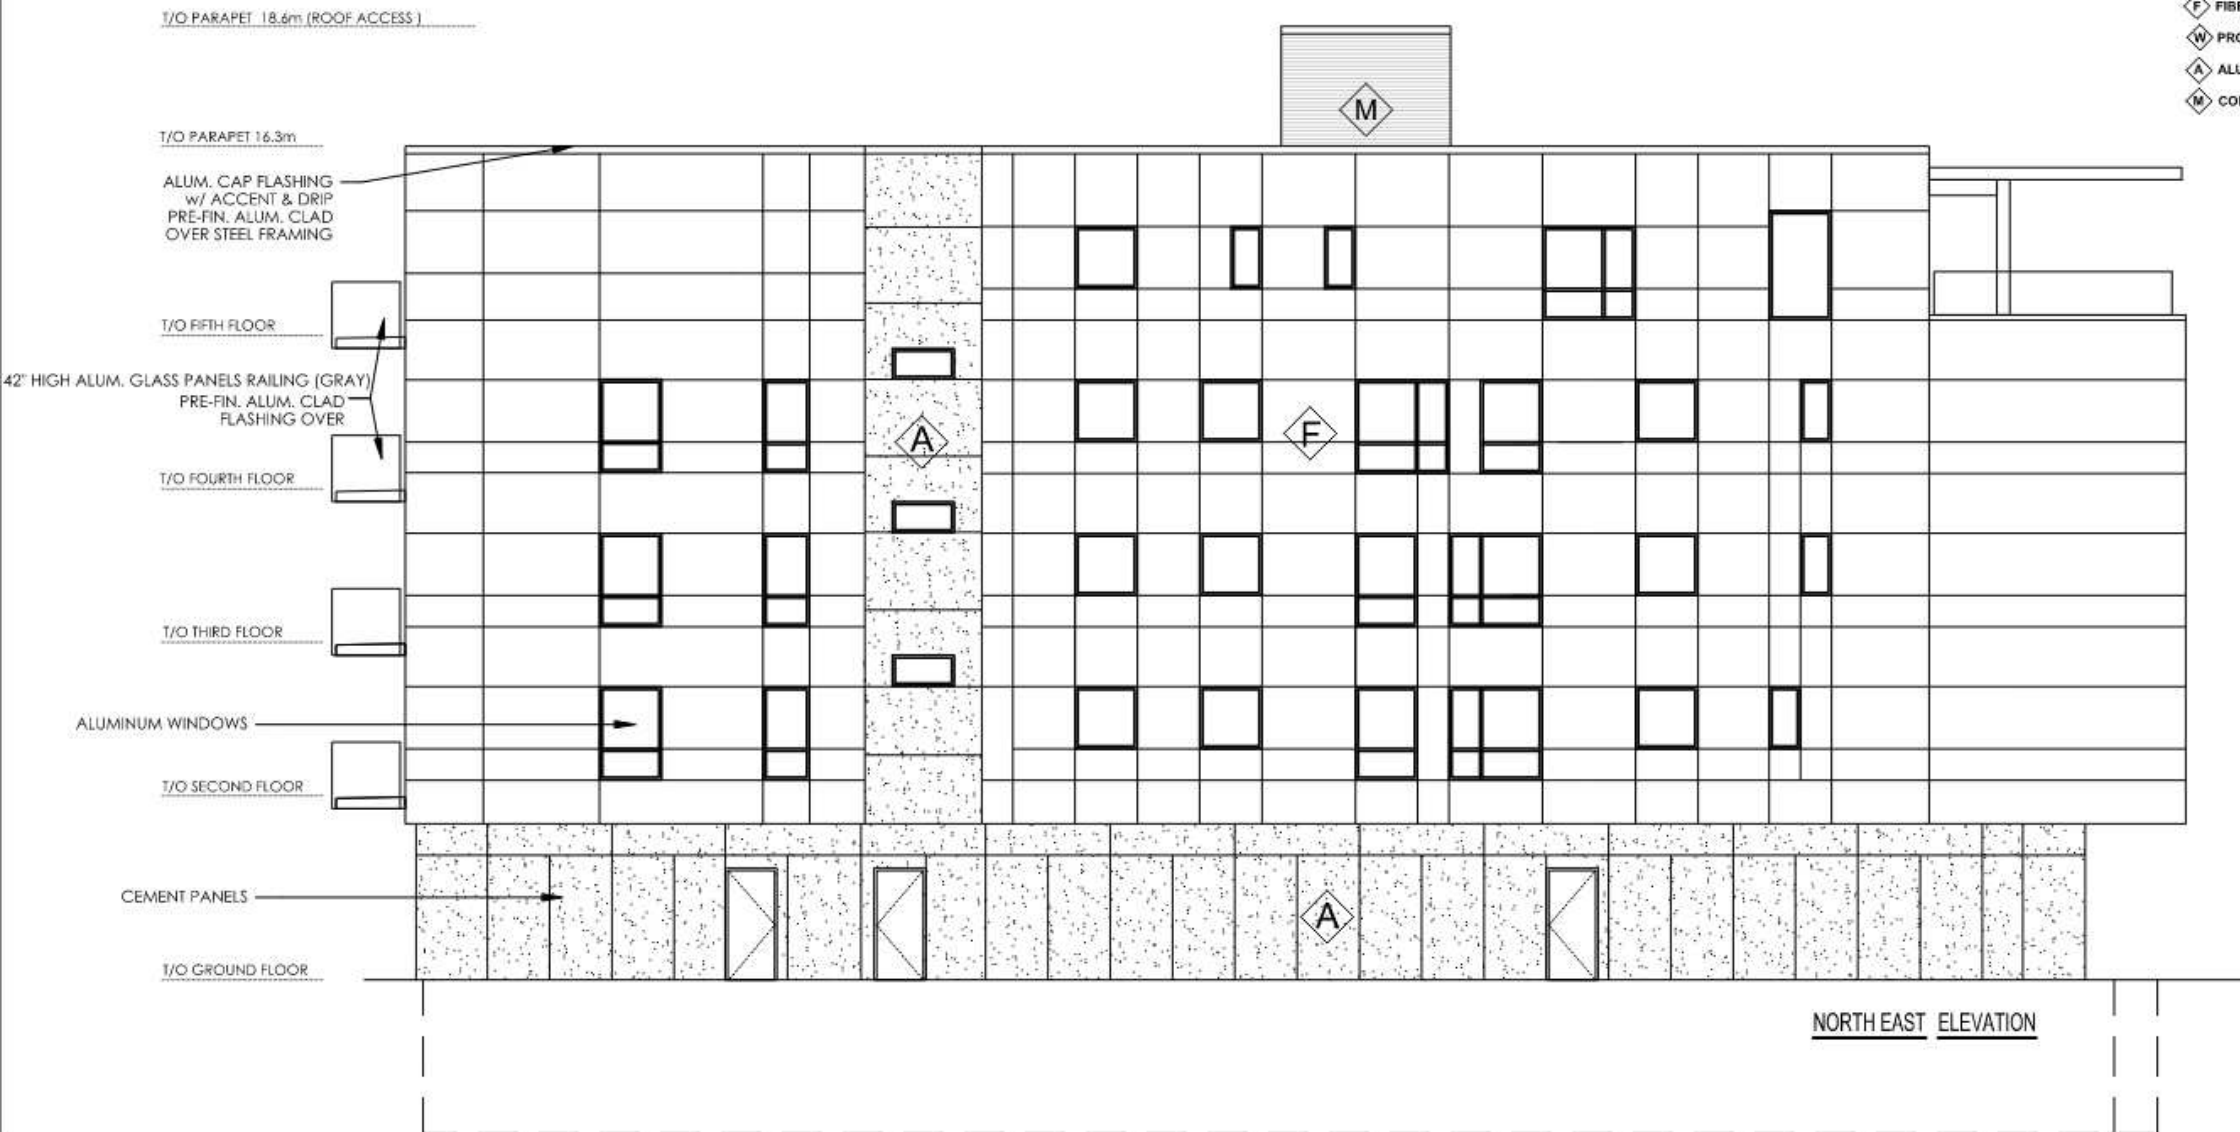 T/O PARAPET 18.6m (ROOF ACCESS)
F
W
A
M
M
T/O PARAPET 16.3m
ALUM. CAP FLASHING
w/ ACCENT & DRIP
PRE-FIN. ALUM. CLAD
OVER STEEL FRAMING
T/O FIFTH FLOOR
42" HIGH ALUM. GLASS PANELS RAILING (GRAY)
PRE-FIN. ALUM. CLAD
FLASHING OVER
A
F
T/O FOURTH FLOOR
T/O THIRD FLOOR
ALUMINUM WINDOWS
T/O SECOND FLOOR
CEMENT PANELS
A
T/O GROUND FLOOR
NORTH EAST ELEVATION